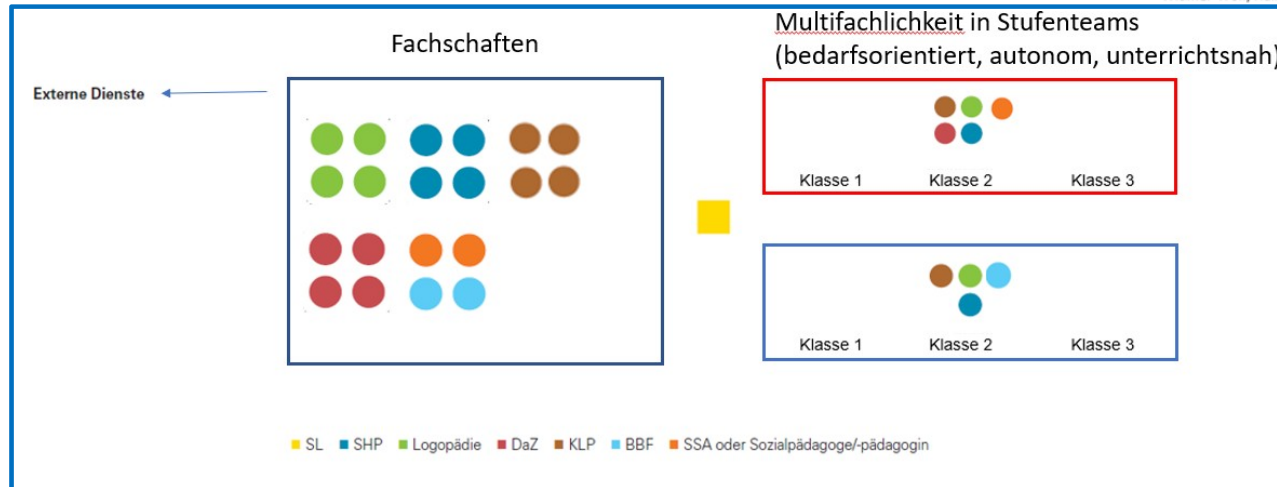 Fachschaften
Multifachlichkeit in Stufenteams
(bedarfsorientiert, autonom, unterrichtsnah)
Externe Dienste
Klasse 1 Klasse 2 Klasse 3
Klasse 1 Klasse 2 Klasse 3
SL SHP Logopädie DaZ KLP BBF SSA oder Sozialpädagoge/-pädagogin